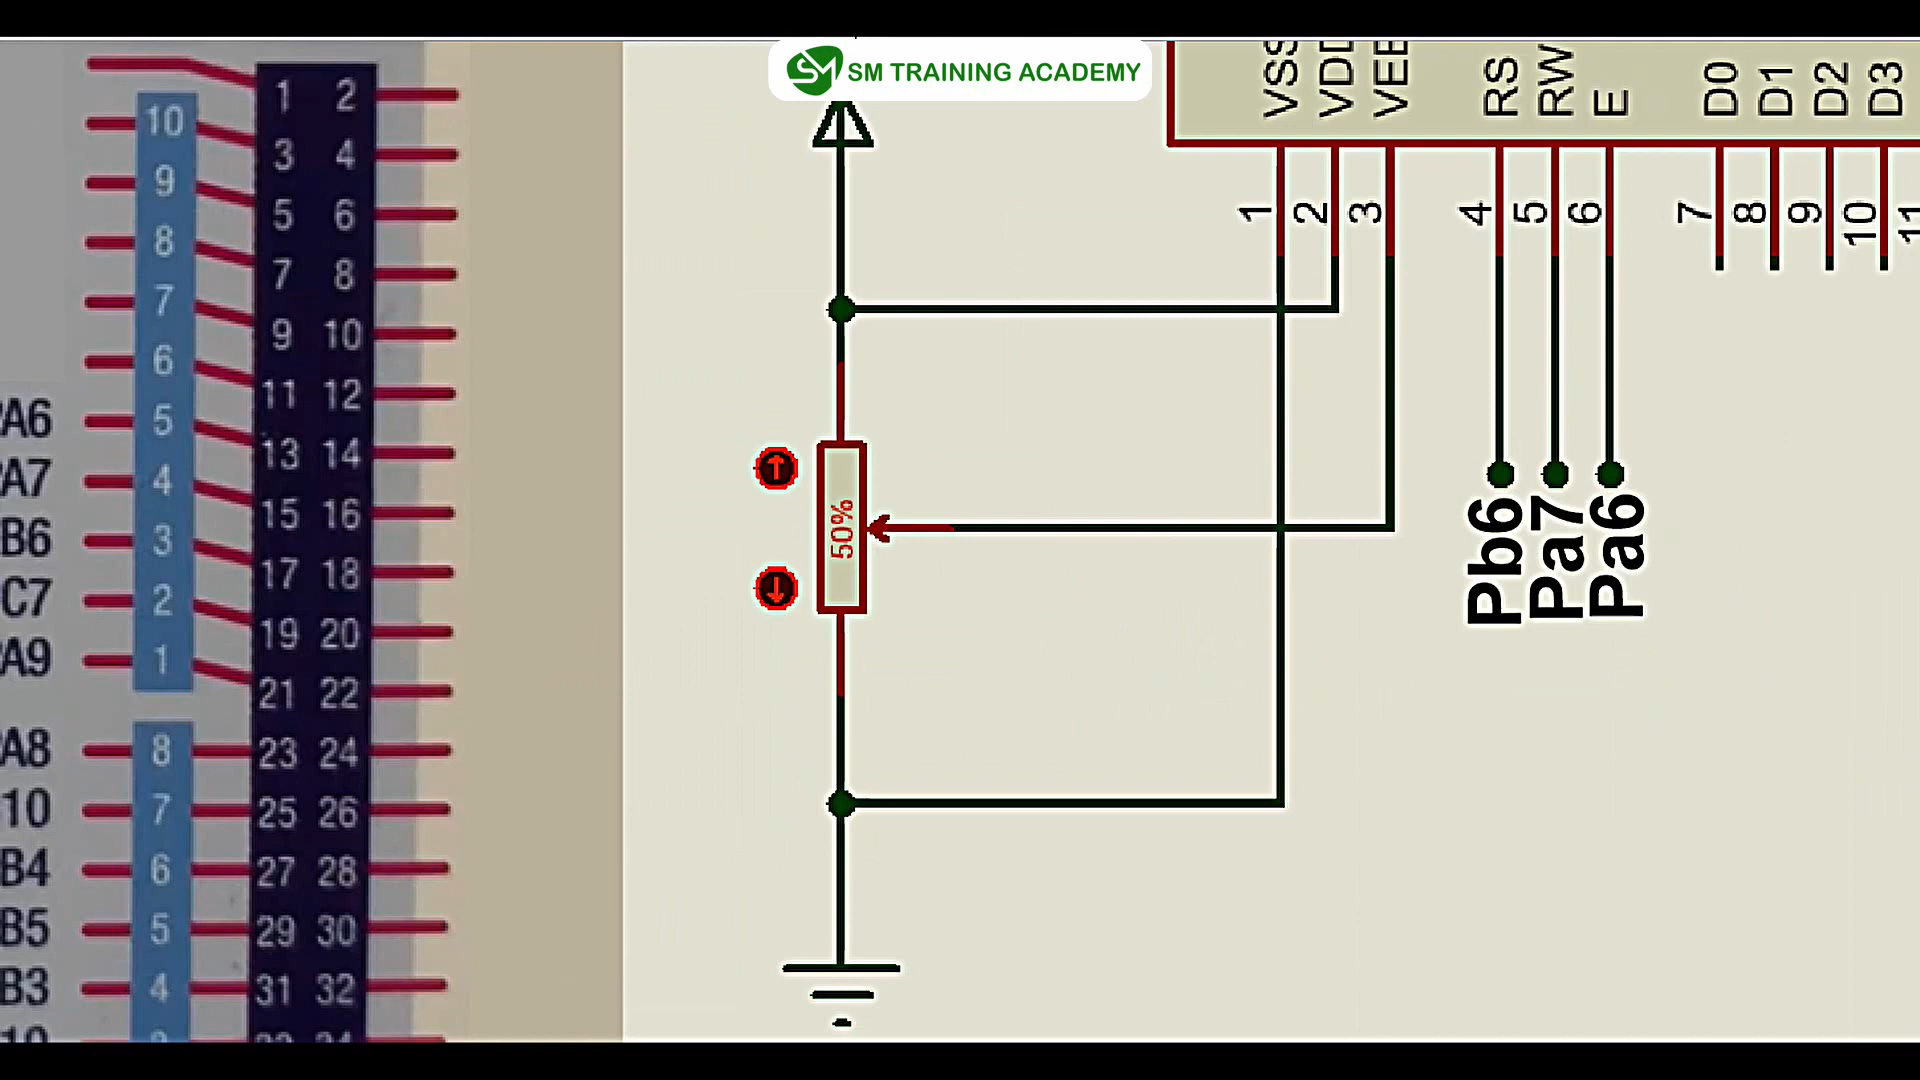 SM TRAINING ACADEMY
1 2
3 4
5 6
7 8
9 10
11 12
13 14
15 16
17 18
19 20
21 22
23 24
25 26
27 28
29 30
31 32
10
9
8
7
6
5
4
3
2
1
8
7
6
5
4
A6
A7
B6
C7
A9
A8
10
B4
B5
B3
VSS
VDD
VEE
RS
RW
E
D0
D1
D2
D3
1
2
3
4
5
6
7
8
9
10
11
50%
Pb6
Pa7
Pa6